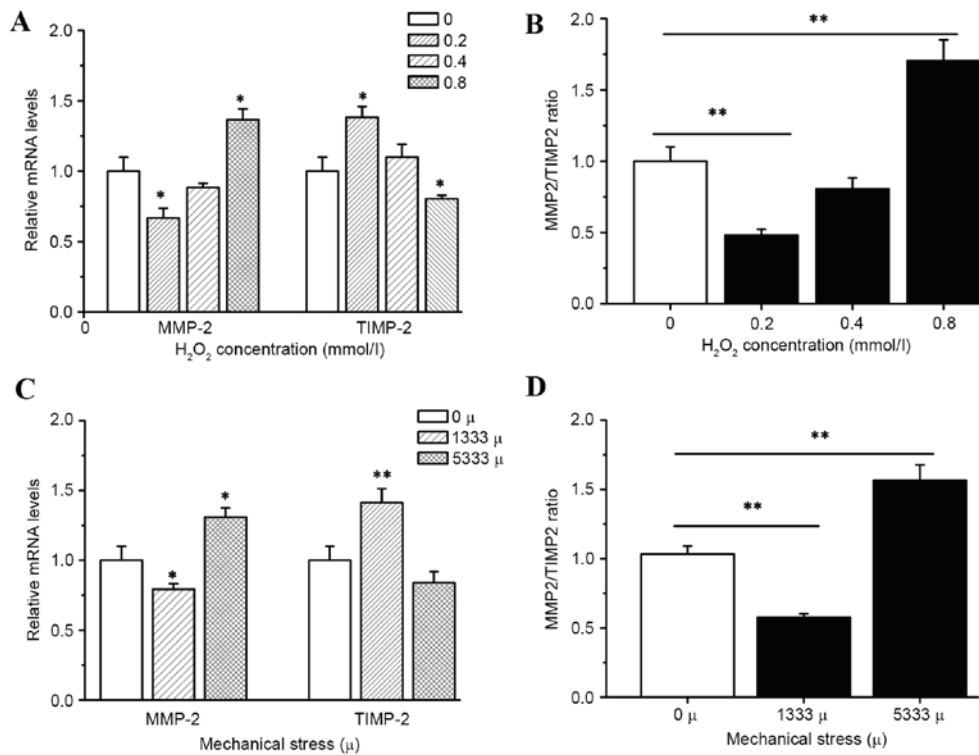 A
2.0
1.5
1.0
0.5
0.0
0
Relative mRNA levels
0
0.2
0.4
0.8
*
*
*
*
MMP-2
TIMP-2
H₂O₂ concentration (mmol/l)
B
2.0
1.5
1.0
0.5
0.0
MMP2/TIMP2 ratio
**
**
0
0.2
0.4
0.8
H₂O₂ concentration (mmol/l)
C
2.0
1.5
1.0
0.5
0.0
Relative mRNA levels
0 μ
1333 μ
5333 μ
*
*
**
MMP-2
TIMP-2
Mechanical stress (μ)
D
2.0
1.5
1.0
0.5
0.0
MMP2/TIMP2 ratio
**
**
0 μ
1333 μ
5333 μ
Mechanical stress (μ)